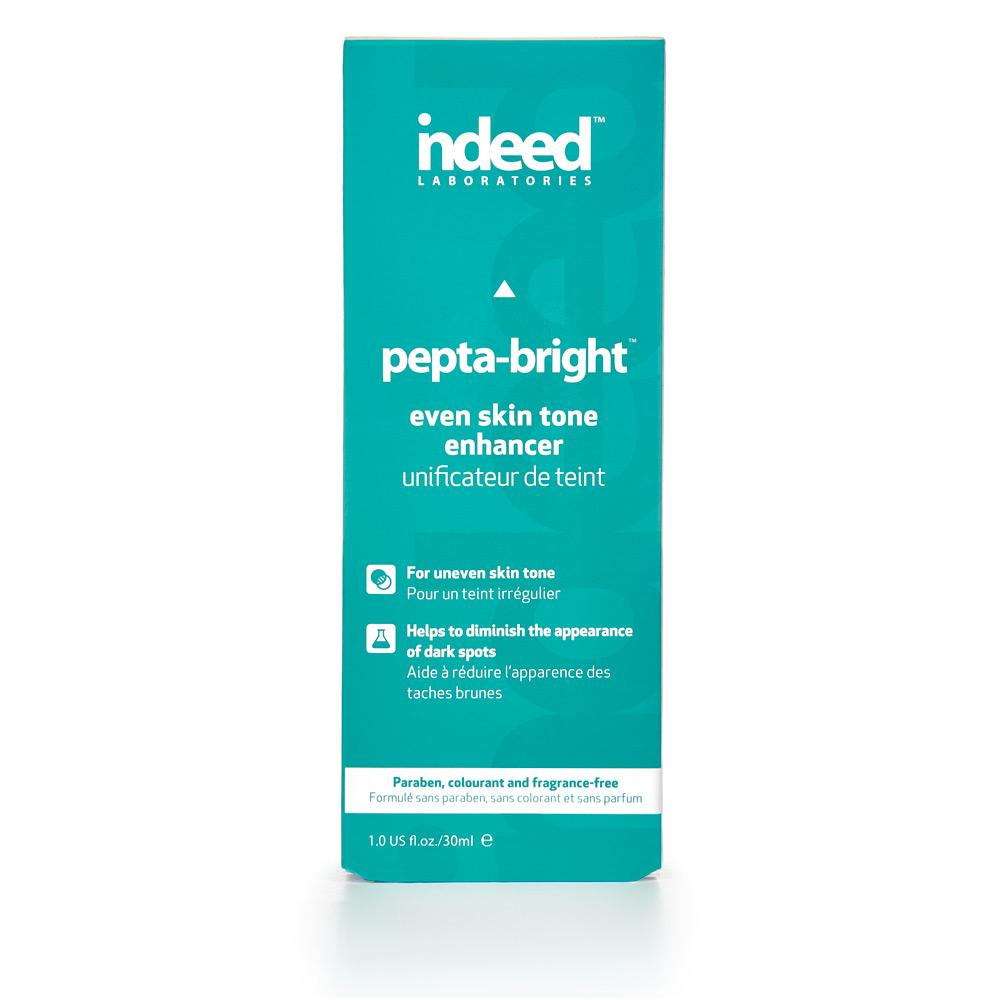 indeed™
LABORATORIES
pepta-bright™
even skin tone
enhancer
unificateur de teint
For uneven skin tone
Pour un teint irrégulier
Helps to diminish the appearance
of dark spots
Aide à réduire l'apparence des
taches brunes
Paraben, colourant and fragrance-free
Formulé sans paraben, sans colorant et sans parfum
1.0 US fl.oz./30ml ℮